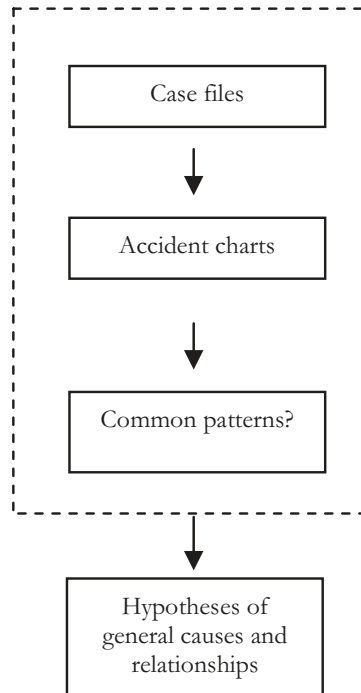 Case files
Accident charts
Common patterns?
Hypotheses of
general causes and
relationships